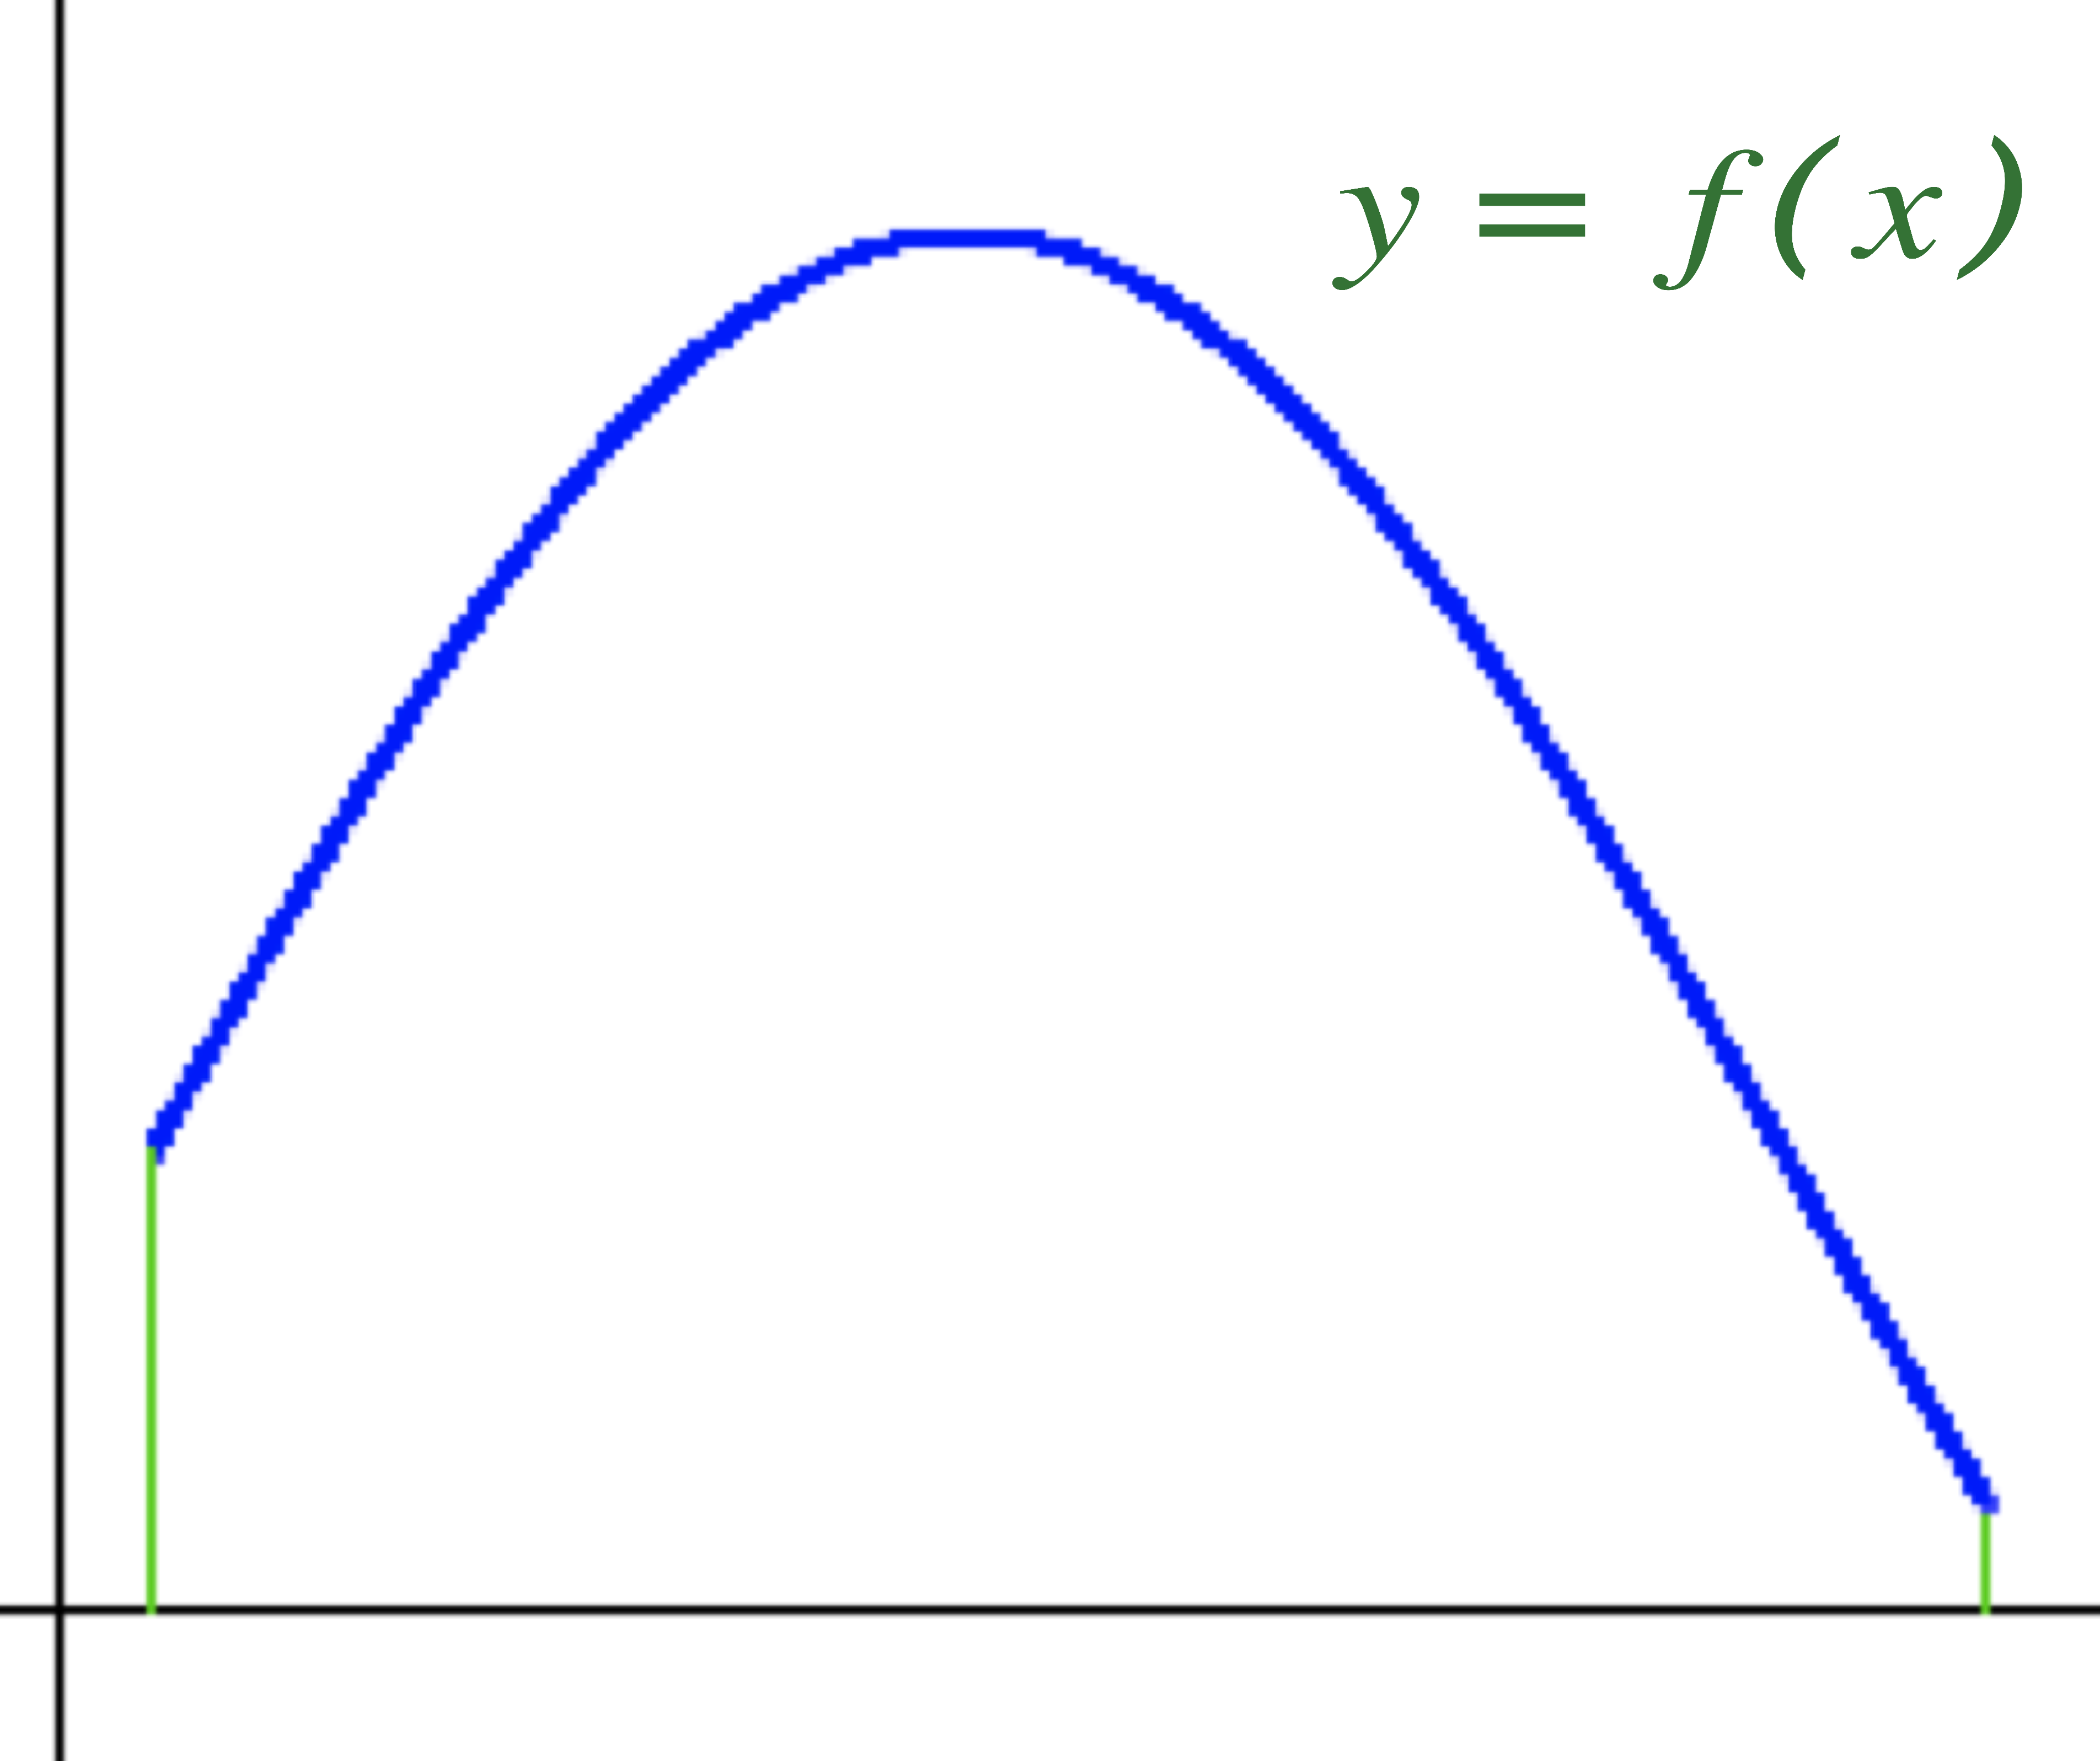 y = f(x)